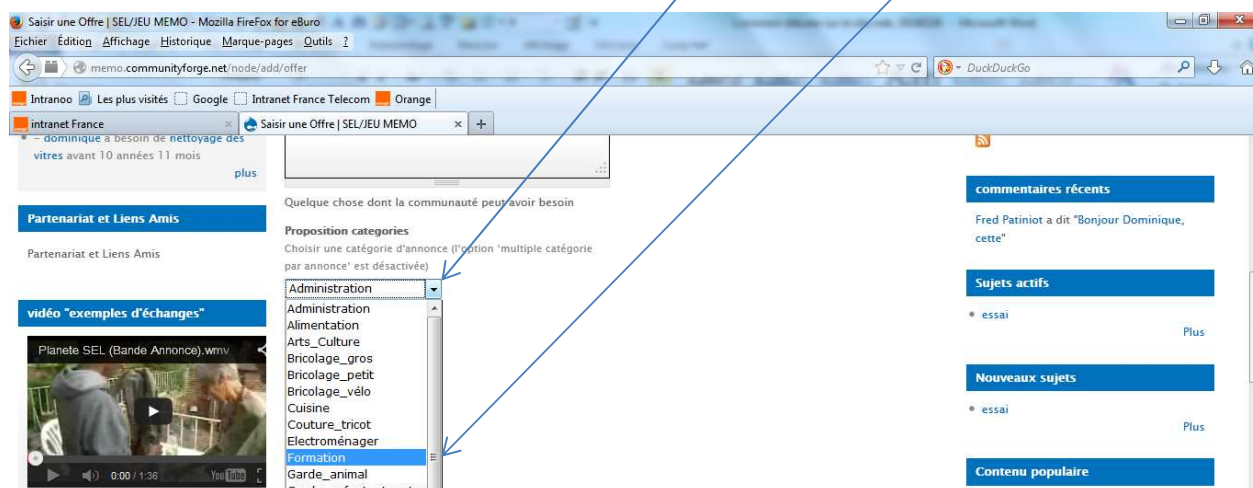 Saisir une Offre | SEL/JEU MEMO - Mozilla FireFox for eBuro
Fichier Édition Affichage Historique Marque-pages Outils ?
memo.communityforge.net/node/add/offer
DuckDuckGo
Intranoo Les plus visités Google Intranet France Telecom Orange
intranet France
Saisir une Offre | SEL/JEU MEMO
- dominique a besoin de nettoyage des
vitres avant 10 années 11 mois
plus
Partenariat et Liens Amis
Partenariat et Liens Amis
vidéo "exemples d'échanges"
Planete SEL (Bande Annonce).wmv
0:00 / 1:36
YouTube
Quelque chose dont la communauté peut avoir besoin
Proposition categories
Choisir une catégorie d'annonce (l'option 'multiple catégorie
par annonce' est désactivée)
Administration
Administration
Alimentation
Arts_Culture
Bricolage_gros
Bricolage_petit
Bricolage_vélo
Cuisine
Couture_tricot
Electroménager
Formation
Garde_animal
commentaires récents
Fred Patiniot a dit "Bonjour Dominique,
cette"
Sujets actifs
essai
Plus
Nouveaux sujets
essai
Plus
Contenu populaire